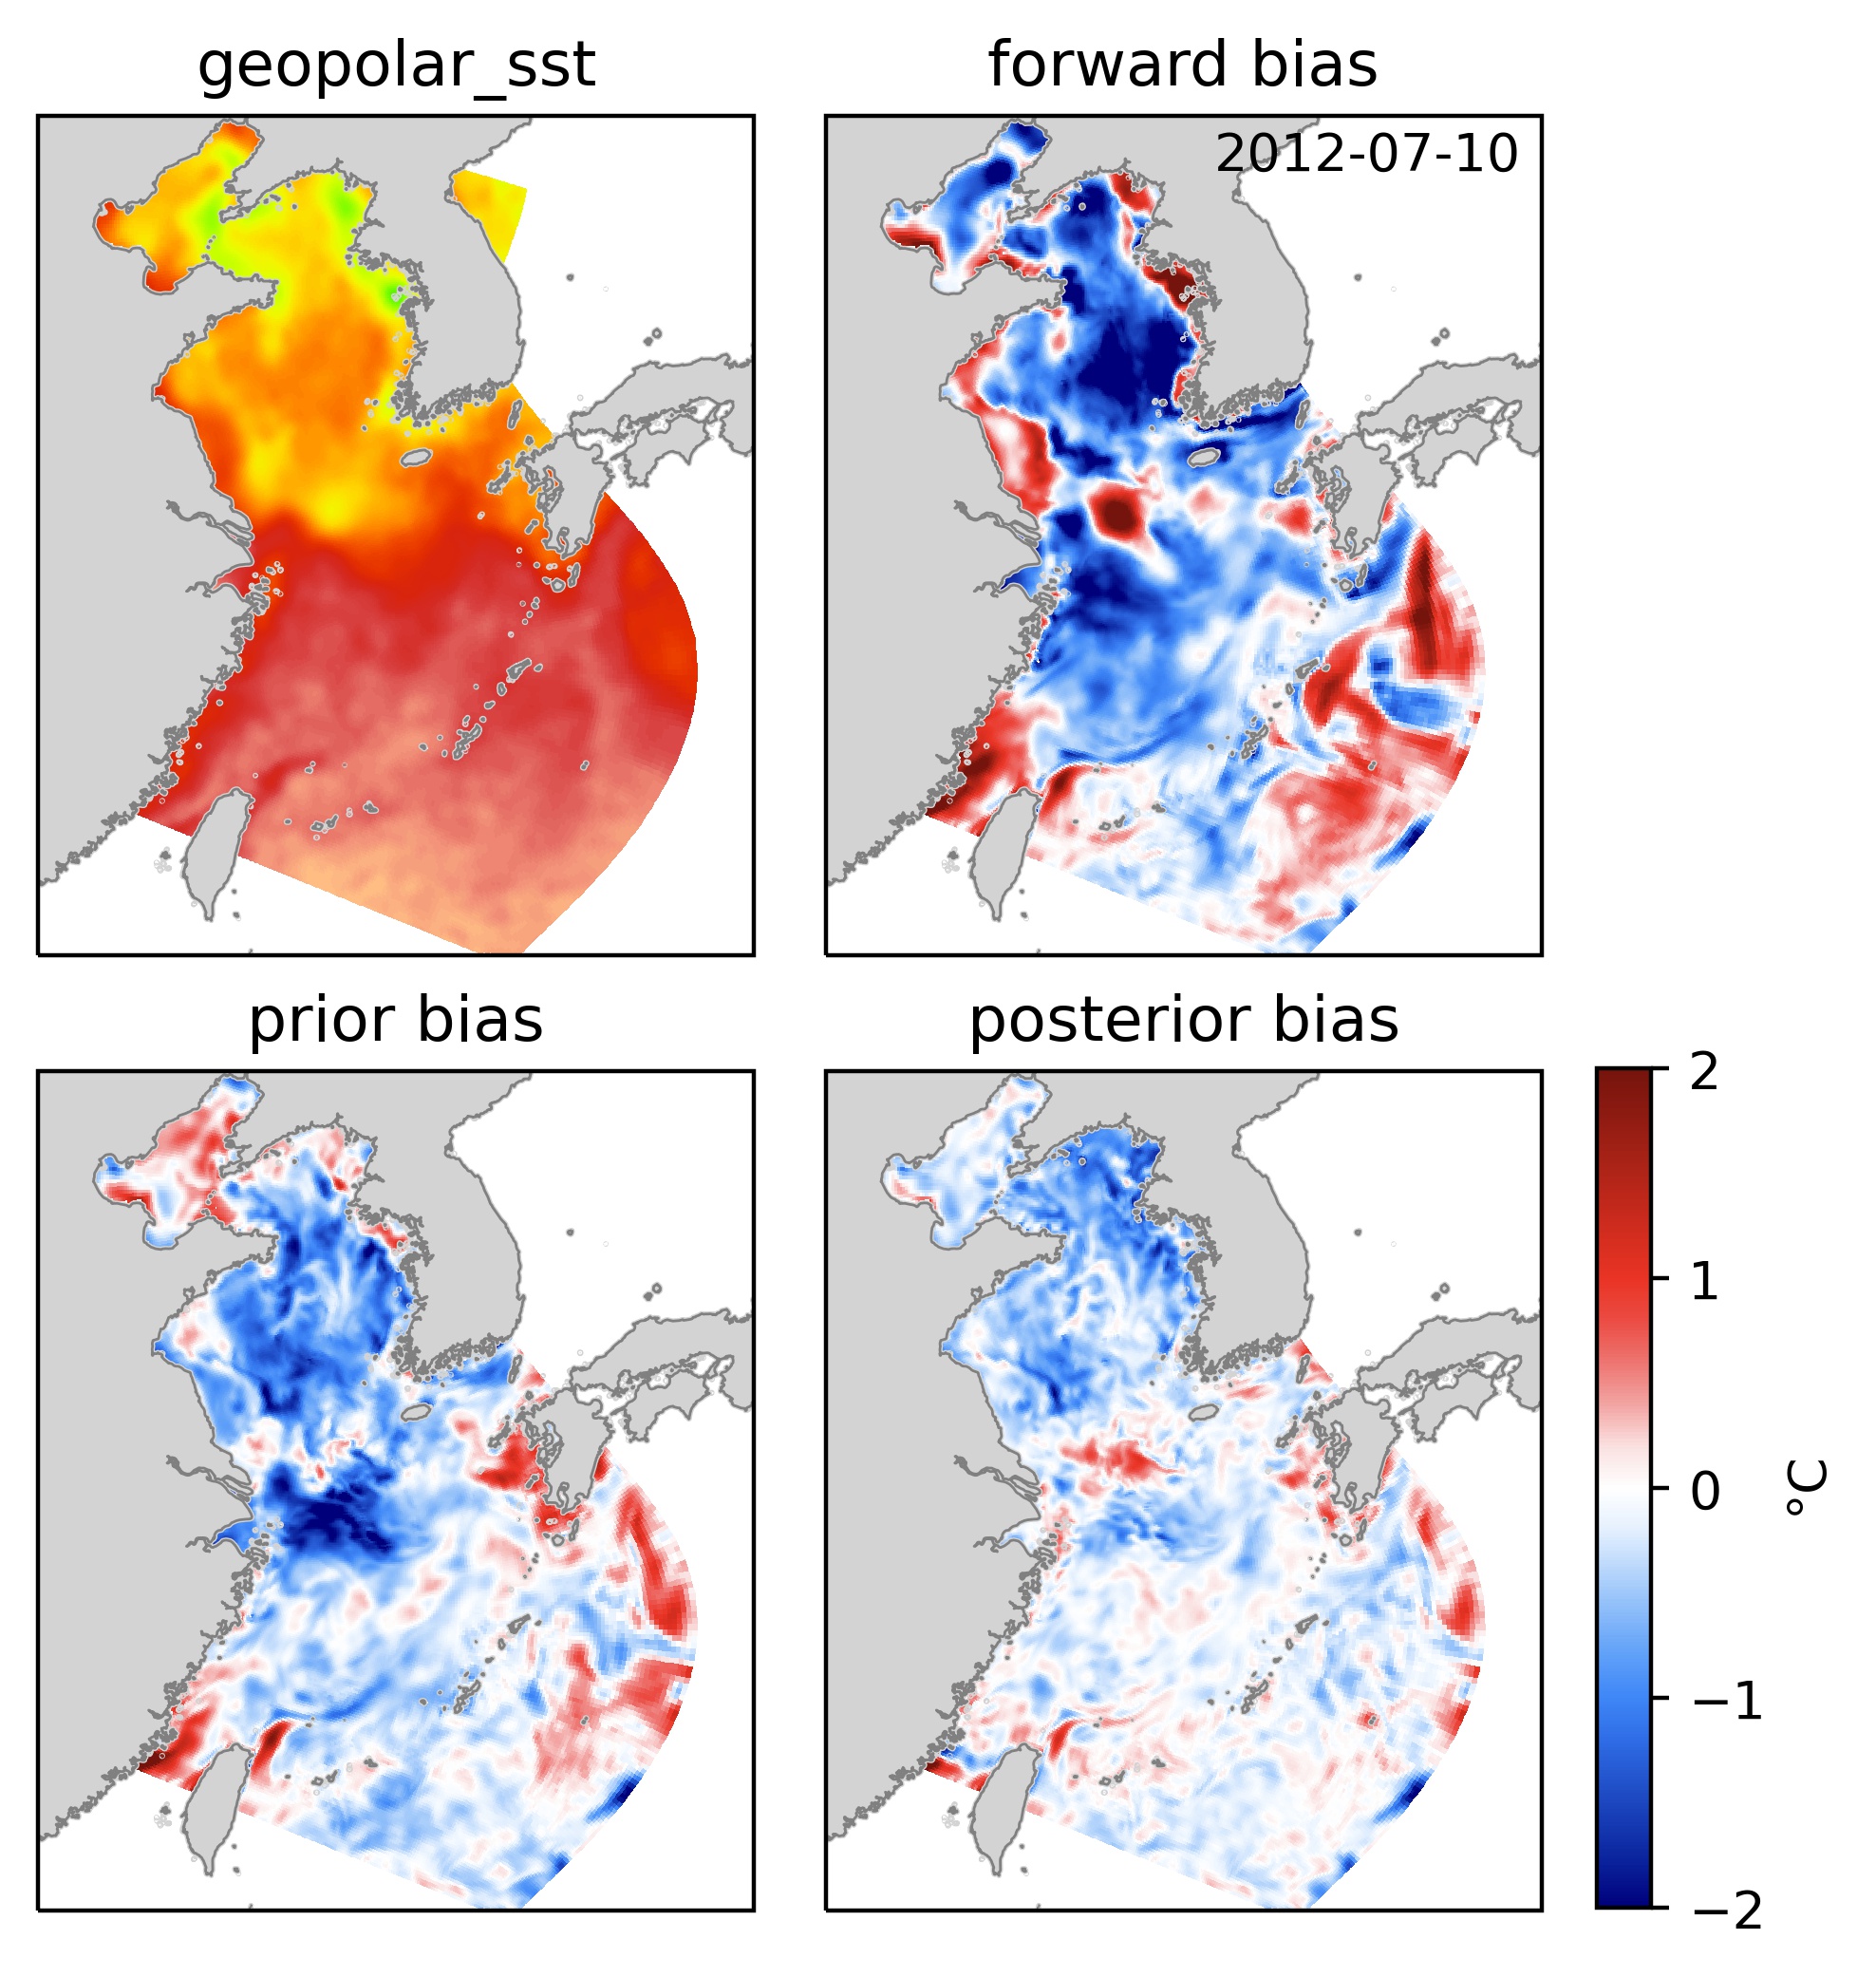 geopolar_sst
forward bias
2012-07-10
prior bias
posterior bias
2
1
0
−1
−2
°C